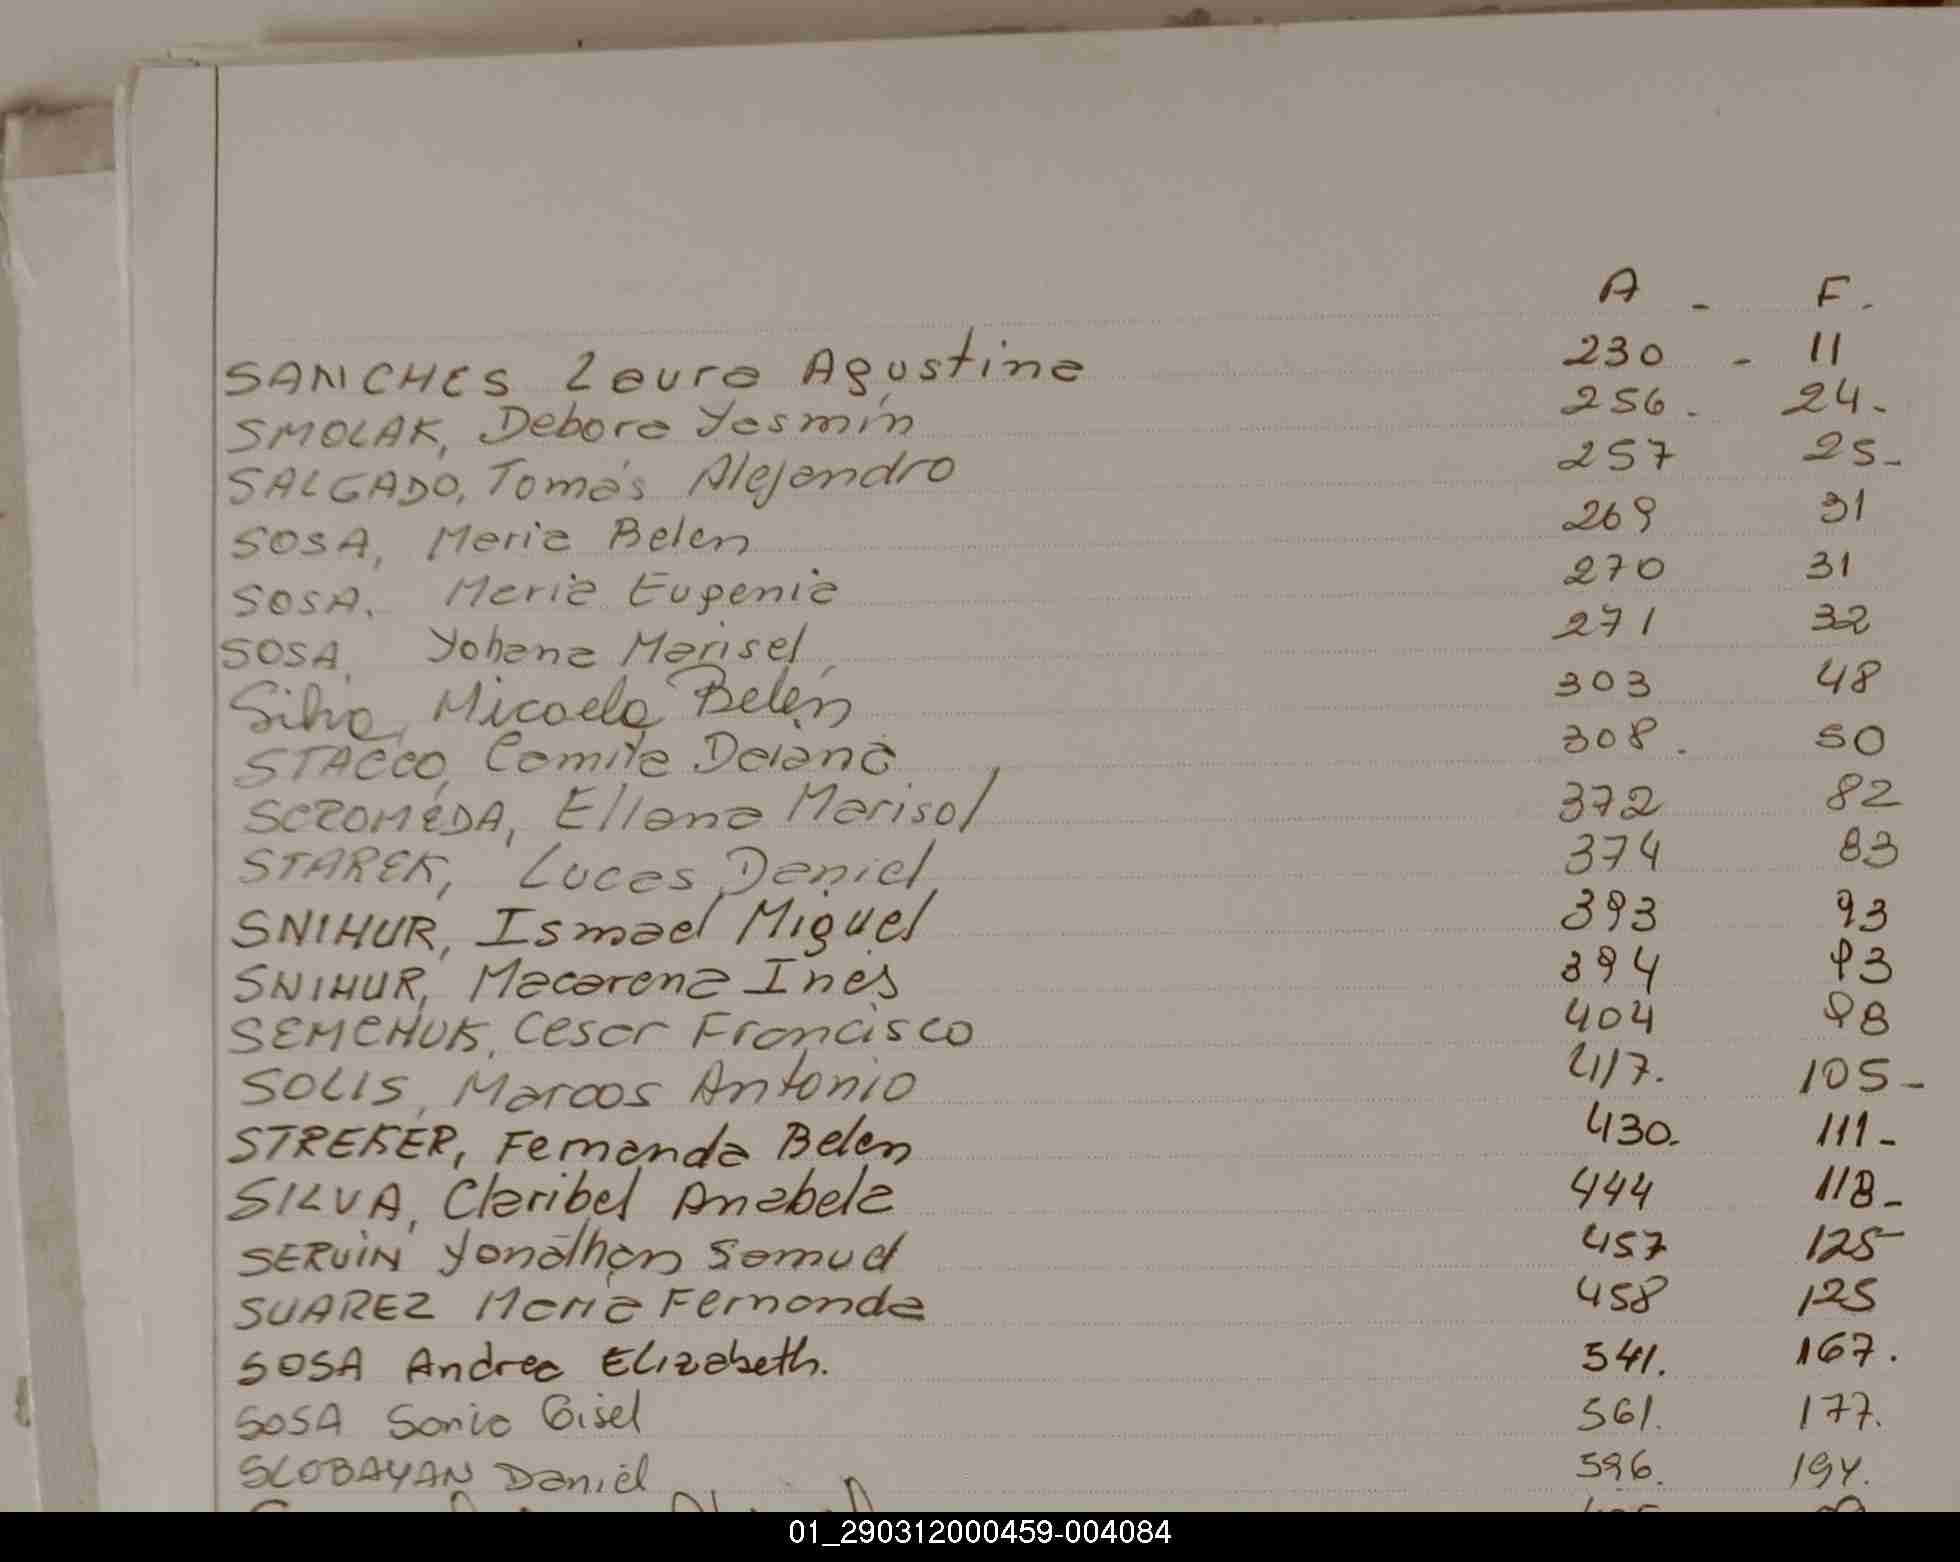 A - F.
SANCHES Laura Agustina 230 - 11
SMOLAK, Debora Yasmín 256. 24-
SALGADO, Tomás Alejandro 257 25-
SOSA, Maria Belen 269 31
SOSA. Maria Eugenia 270 31
SOSA, Yohana Marisel 271 32
Silva, Micaela Belén 303 48
STACCO, Camila Daiana 308. 50
SCROMEDA, Eliana Marisol 372 82
STAREK, Lucas Daniel 374 83
SNIHUR, Ismael Miguel 393 93
SNIHUR, Macarena Inés 394 93
SEMCHUK, Cesar Francisco 404 98
SOLIS, Marcos Antonio 417. 105-
STREKER, Fernanda Belen 430. 111-
SILVA, Claribel Anabela 444 118-
SERVIN Yonathan Samuel 457 125
SUAREZ Maria Fernanda 458 125
SOSA Andrea Elizabeth. 541. 167.
SOSA Sonia Gisel 561. 177.
SLOBAYAN Daniel 596. 194.
01_290312000459-004084